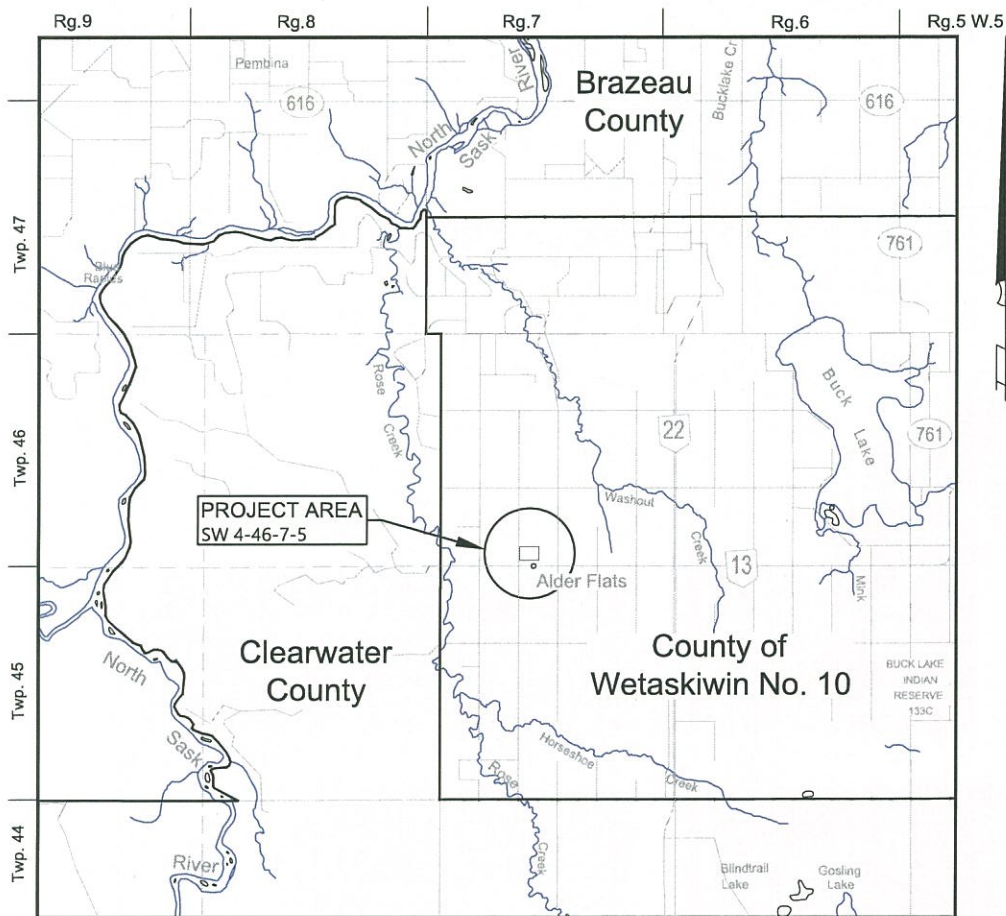 Rg.9
Rg.8
Rg.7
Rg.6
Rg.5 W.5
Pembina
616
River
North
Sask
Brazeau
County
Bucklake Cr
616
Twp. 47
761
Rapids
Rose
Creek
Buck
Lake
22
761
Twp. 46
Washout
Creek
PROJECT AREA
SW 4-46-7-5
Alder Flats
13
Mink
Clearwater
County
County of
Wetaskiwin No. 10
BUCK LAKE
INDIAN
RESERVE
133C
Twp. 45
North
Sask
River
Horseshoe
Creek
Rose
Creek
Twp. 44
Blindtrail
Lake
Gosling
Lake